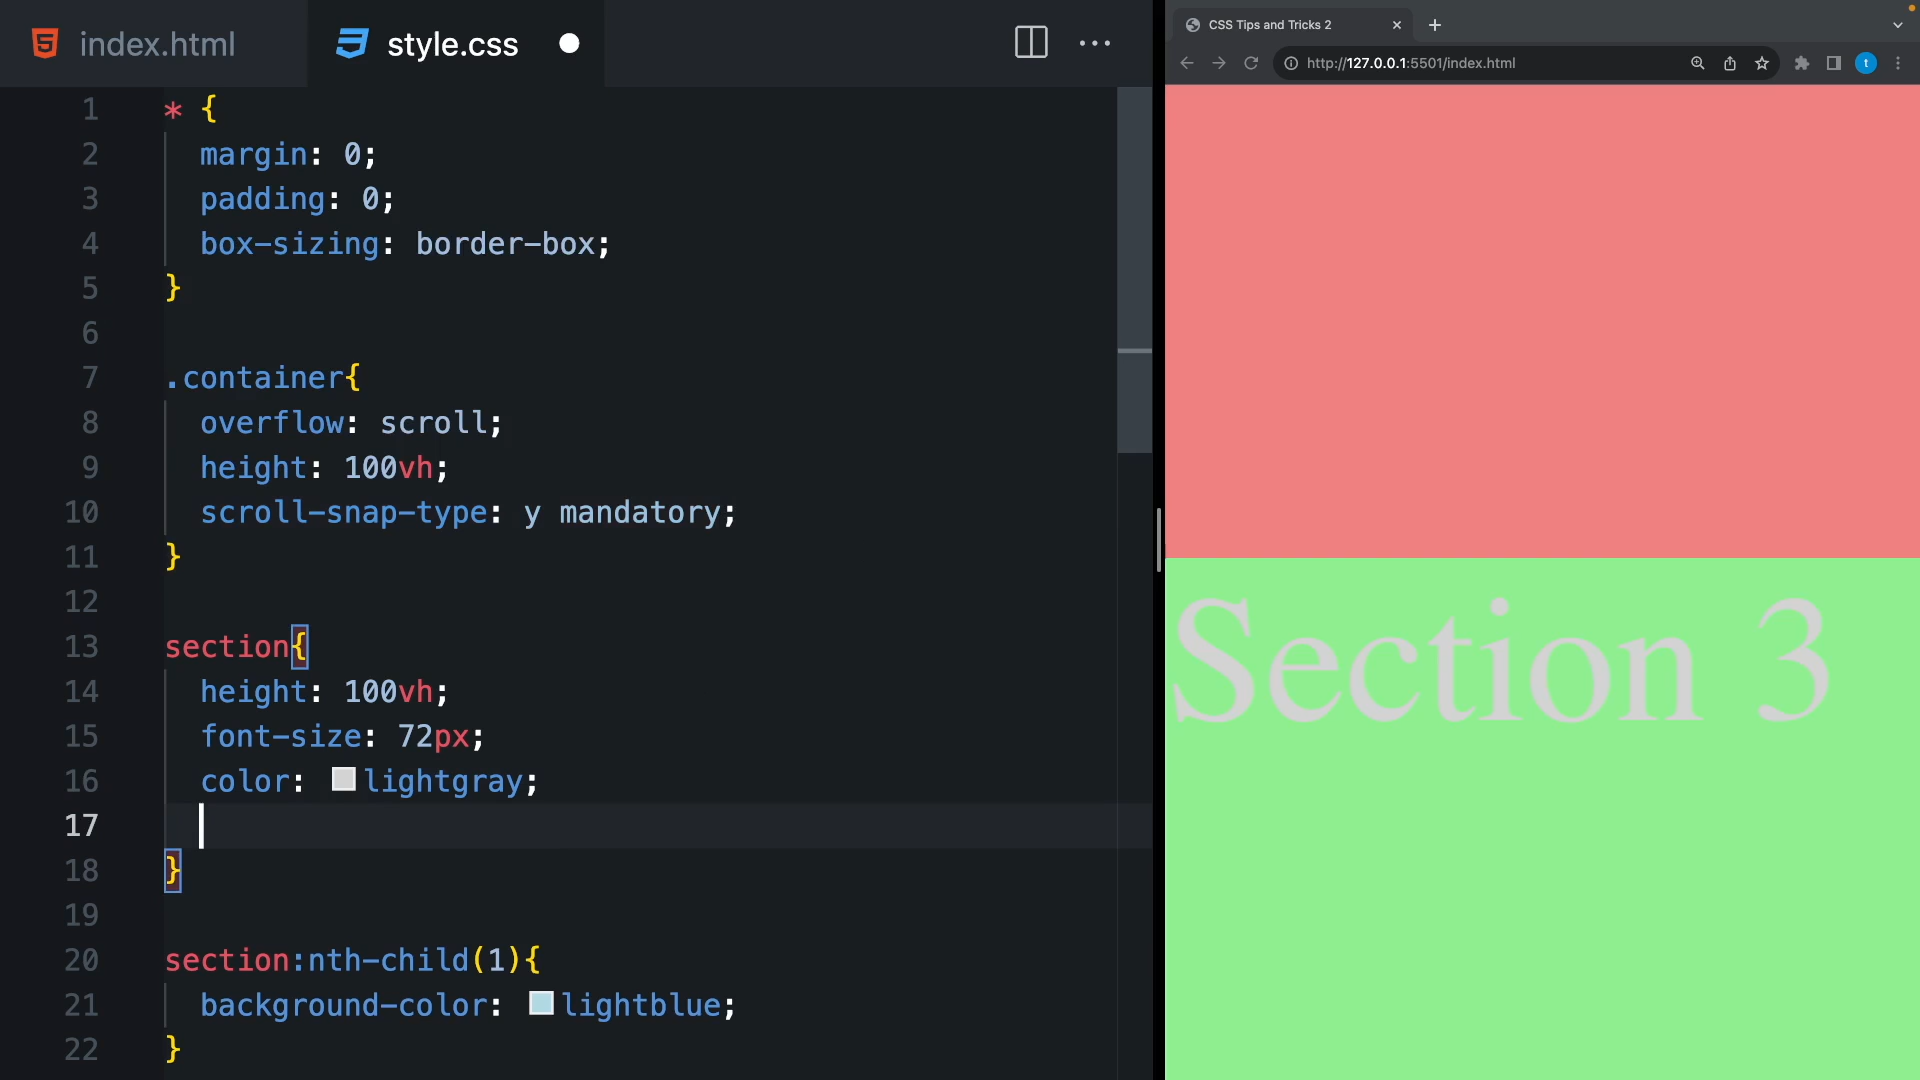 index.html
style.css
1 * {
2 margin: 0;
3 padding: 0;
4 box-sizing: border-box;
5 }
6
7 .container{
8 overflow: scroll;
9 height: 100vh;
10 scroll-snap-type: y mandatory;
11 }
12
13 section{
14 height: 100vh;
15 font-size: 72px;
16 color: lightgray;
17
18 }
19
20 section:nth-child(1){
21 background-color: lightblue;
22 }
CSS Tips and Tricks 2
http://127.0.0.1:5501/index.html
t
Section 3